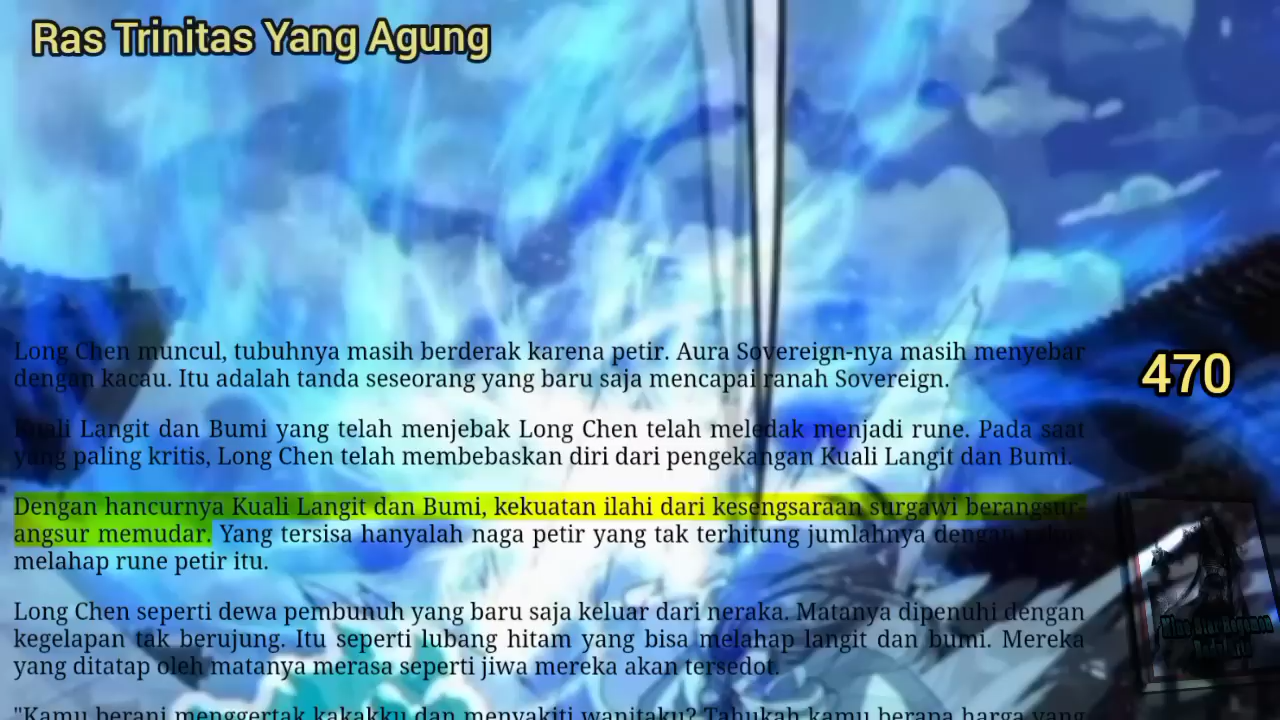 Ras Trinitas Yang Agung
Long Chen muncul, tubuhnya masih berderak karena petir. Aura Sovereign-nya masih menyebar
dengan kacau. Itu adalah tanda seseorang yang baru saja mencapai ranah Sovereign.
470
Kuali Langit dan Bumi yang telah menjebak Long Chen telah meledak menjadi rune. Pada saat
yang paling kritis, Long Chen telah membebaskan diri dari pengekangan Kuali Langit dan Bumi.
Dengan hancurnya Kuali Langit dan Bumi, kekuatan ilahi dari kesengsaraan surgawi berangsur-
angsur memudar. Yang tersisa hanyalah naga petir yang tak terhitung jumlahnya dengan
melahap rune petir itu.
Long Chen seperti dewa pembunuh yang baru saja keluar dari neraka. Matanya dipenuhi dengan
kegelapan tak berujung. Itu seperti lubang hitam yang bisa melahap langit dan bumi. Mereka
yang ditatap oleh matanya merasa seperti jiwa mereka akan tersedot.
"Kamu berani menggertak kakakku dan menyakiti wanitaku? Tahukah kamu berapa harga yang